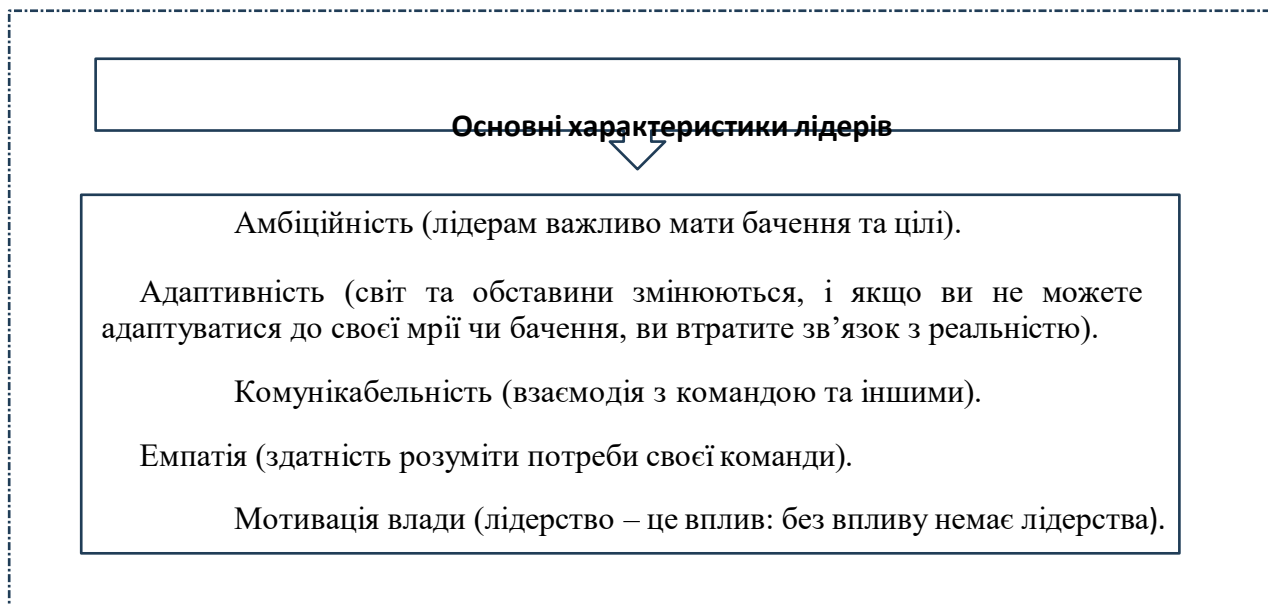 Основні характеристики лідерів
Амбіційність (лідерам важливо мати бачення та цілі).
Адаптивність (світ та обставини змінюються, і якщо ви не можете
адаптуватися до своєї мрії чи бачення, ви втратите зв’язок з реальністю).
Комунікабельність (взаємодія з командою та іншими).
Емпатія (здатність розуміти потреби своєї команди).
Мотивація влади (лідерство – це вплив: без впливу немає лідерства).